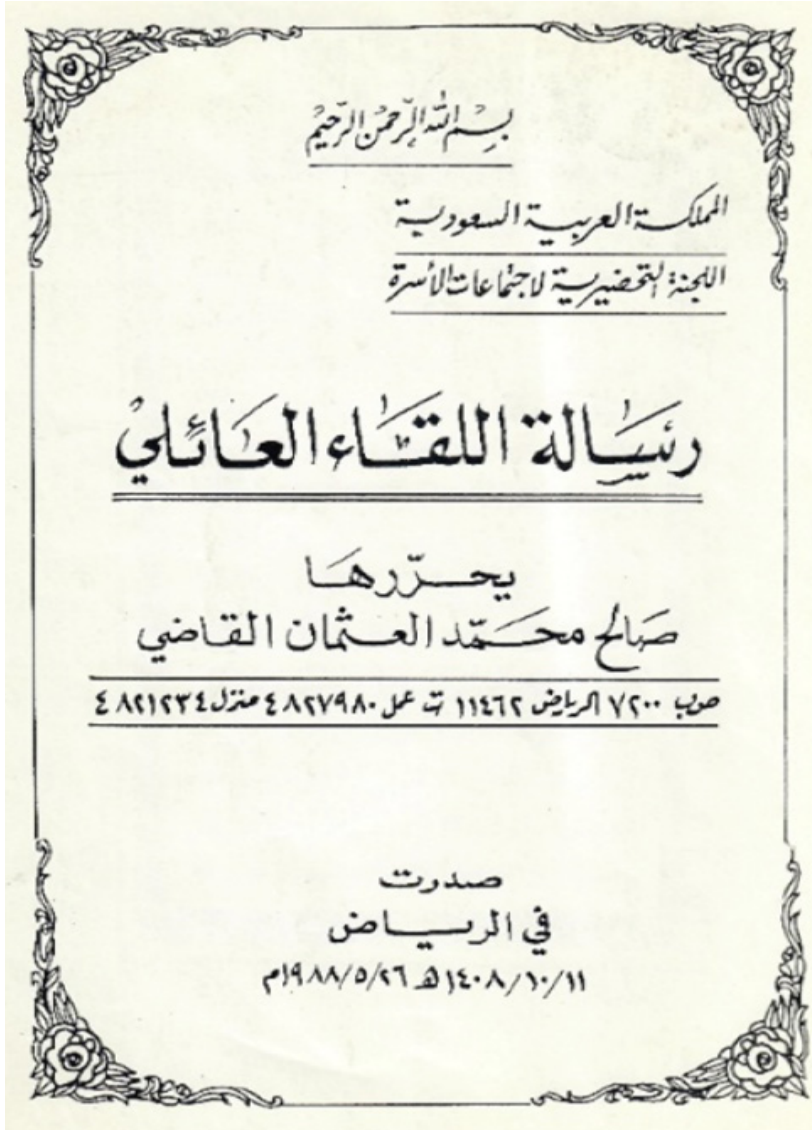 بسم الله الرحمن الرحيم
المملكة العربية السعودية
اللجنة التحضيرية لاجتماعات الأسرة
رسالة اللقاء العائلي
يحررها
صالح محمد العثمان القاضي
ص وب ٧٢٠٠ الرياض ١١٤٦٢ ت عمل ٤٨٢٧٩٨٠ منزل ٤٨٢١٢٣٤
صدرت
في الرياض
١٤٠٨/١٠/١١هـ ١٩٨٨/٥/٢٦م